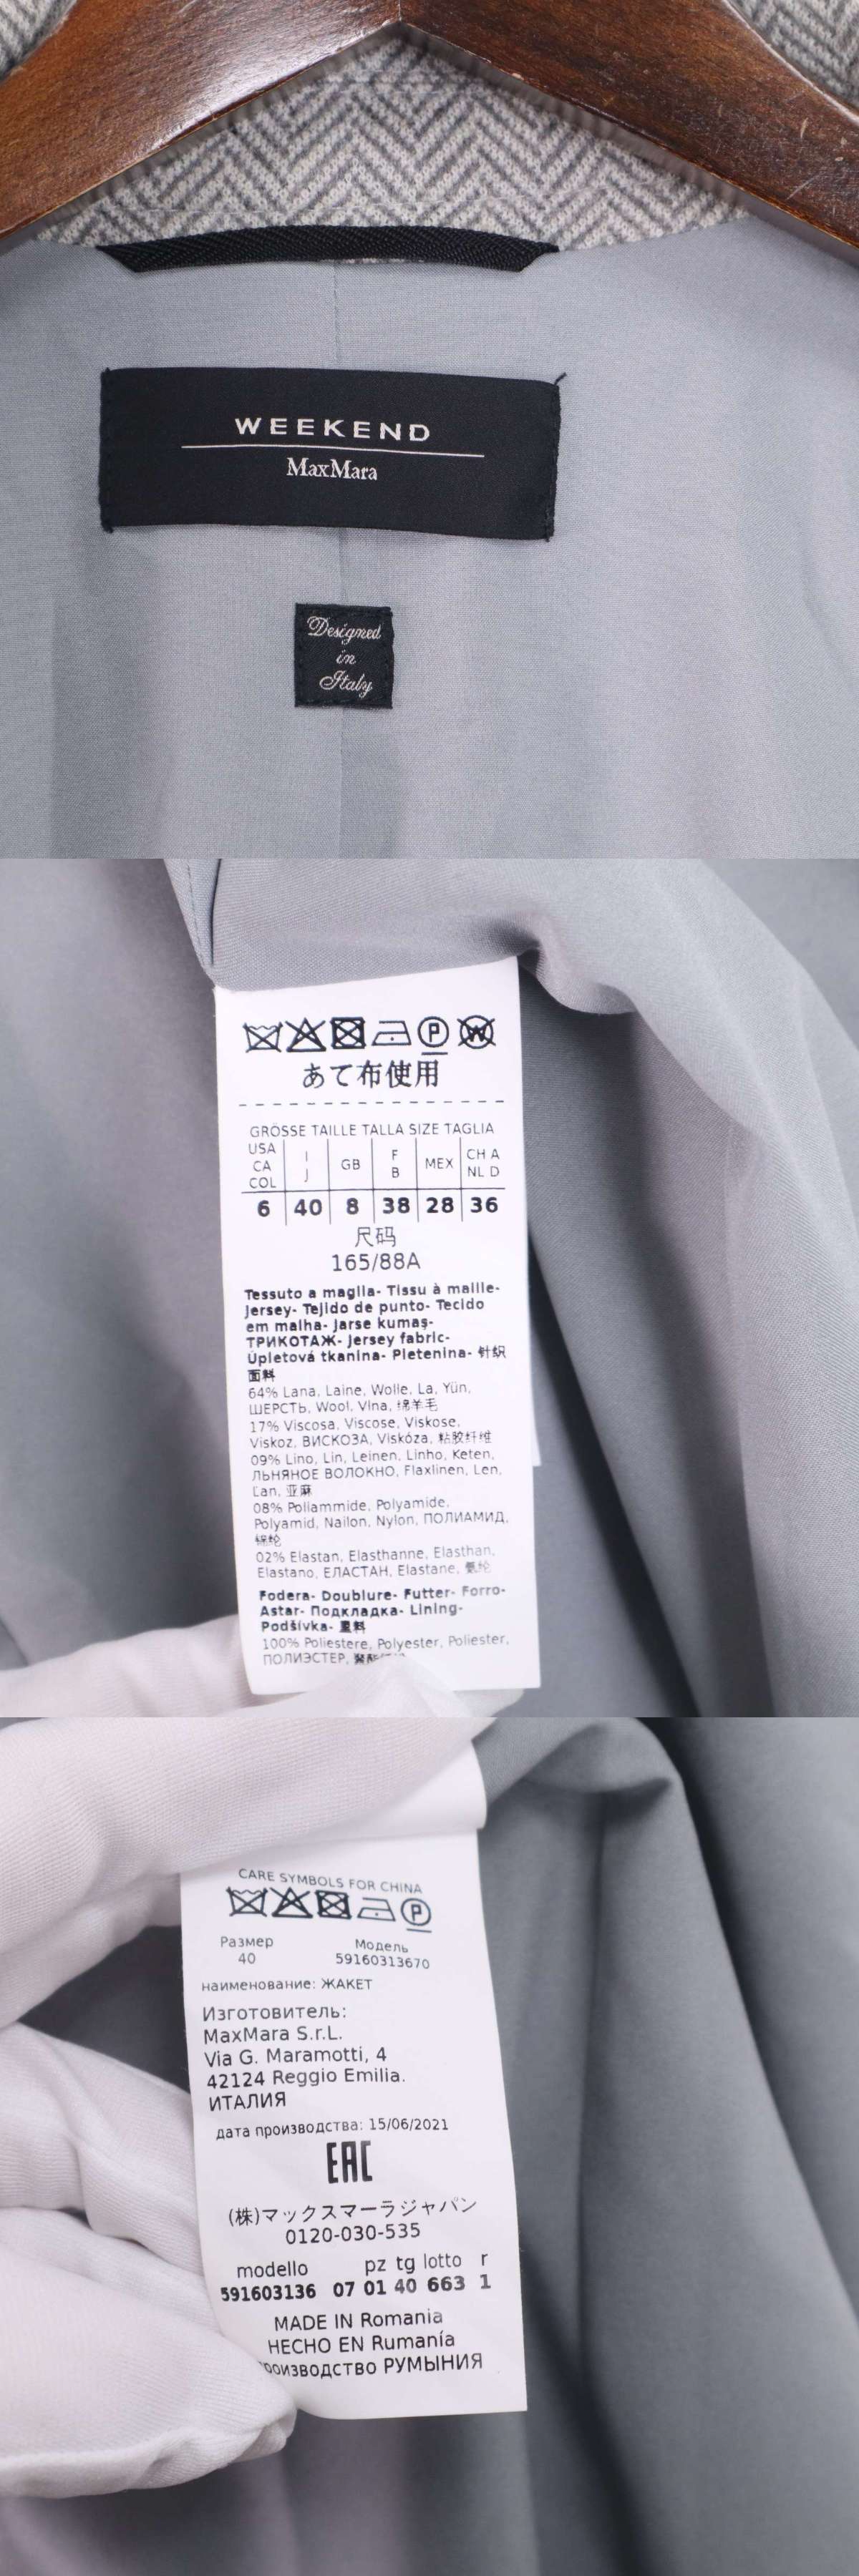 WEEKEND
MaxMara
Designed
in
Italy
あて布使用
GRÖSSE TAILLE TALLA SIZE TAGLIA
USA CA COL I J GB F B MEX CH A NL D
6 40 8 38 28 36
尺码
165/88A
Tessuto a maglia- Tissu à maille-
Jersey- Tejido de punto- Tecido
em malha- Jarse kumaş-
ТРИКОТАЖ- Jersey fabric-
Úpletová tkanina- Pletenina- 针织
面料
64% Lana, Laine, Wolle, La, Yün,
ШЕРСТЬ, Wool, Vlna, 绵羊毛
17% Viscosa, Viscose, Viskose,
Viskoz, ВИСКОЗА, Viskóza, 粘胶纤维
09% Lino, Lin, Leinen, Linho, Keten,
ЛЬНЯНОЕ ВОЛОКНО, Flaxlinen, Len,
Ľan, 亚麻
08% Poliammide, Polyamide,
Polyamid, Nailon, Nylon, ПОЛИАМИД,
锦纶
02% Elastan, Elasthanne, Elasthan,
Elastano, ЕЛАСТАН, Elastane, 氨纶
Fodera- Doublure- Futter- Forro-
Astar- Подкладка- Lining-
Podšívka- 里料
100% Poliestere, Polyester, Poliester,
ПОЛИЭСТЕР,
CARE SYMBOLS FOR CHINA
Размер Модель
40 59160313670
наименование: ЖАКЕТ
Изготовитель:
MaxMara S.r.L.
Via G. Maramotti, 4
42124 Reggio Emilia.
ИТАЛИЯ
дата производства: 15/06/2021
EAC
(株)マックスマーラジャパン
0120-030-535
modello pz tg lotto r
591603136 07 01 40 663 1
MADE IN Romania
HECHO EN Rumanía
роизводство РУМЫНИЯ